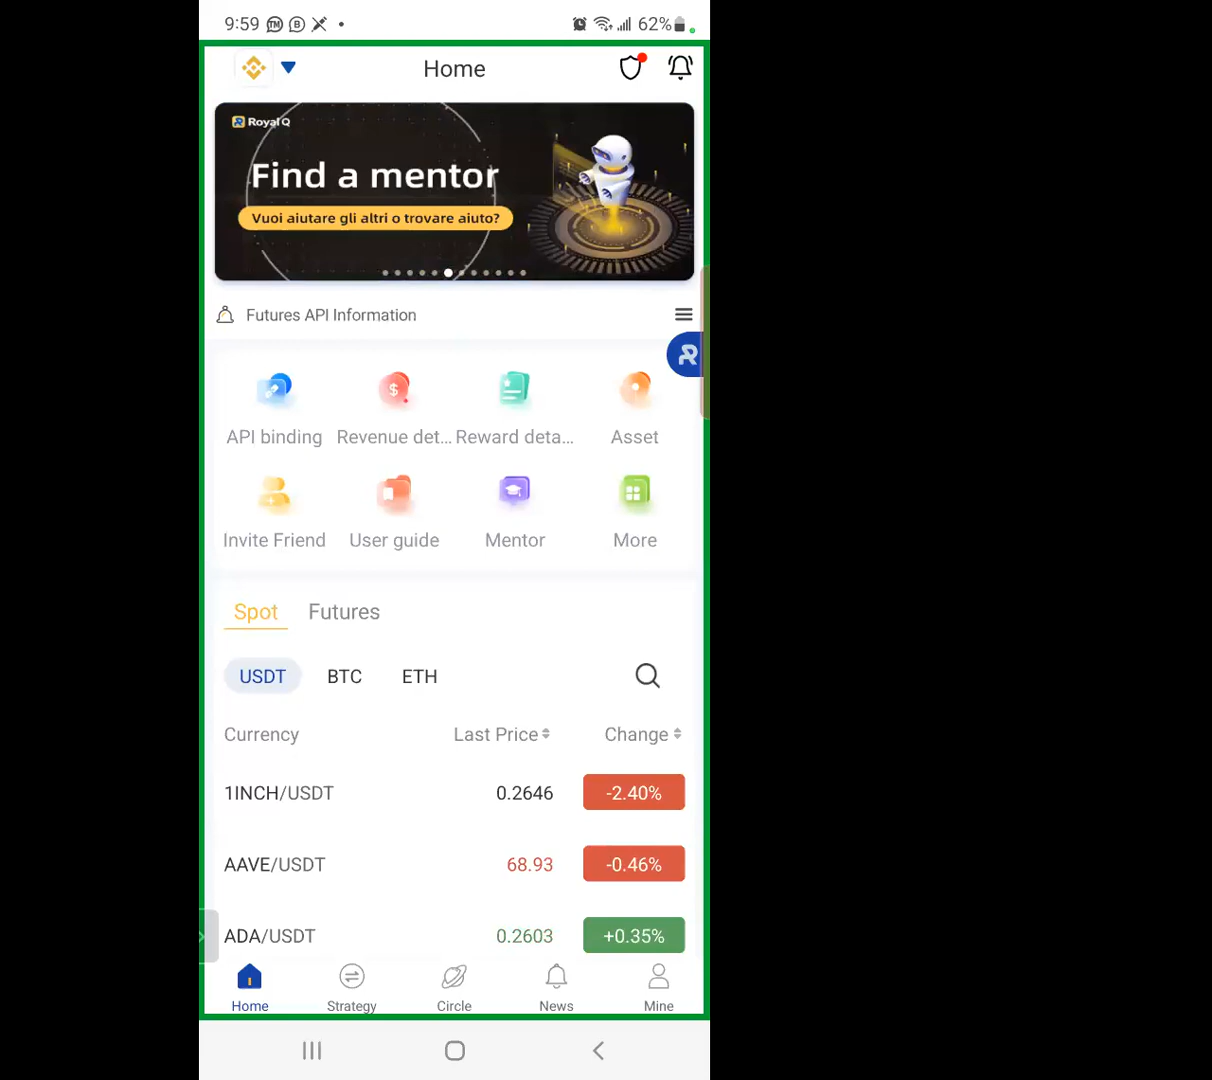 9:59 62%
Home
Royal Q
Find a mentor
Vuoi aiutare gli altri o trovare aiuto?
Futures API Information
API binding Revenue det... Reward deta... Asset
Invite Friend User guide Mentor More
Spot Futures
USDT BTC ETH
Currency Last Price Change
1INCH/USDT 0.2646 -2.40%
AAVE/USDT 68.93 -0.46%
ADA/USDT 0.2603 +0.35%
Home Strategy Circle News Mine